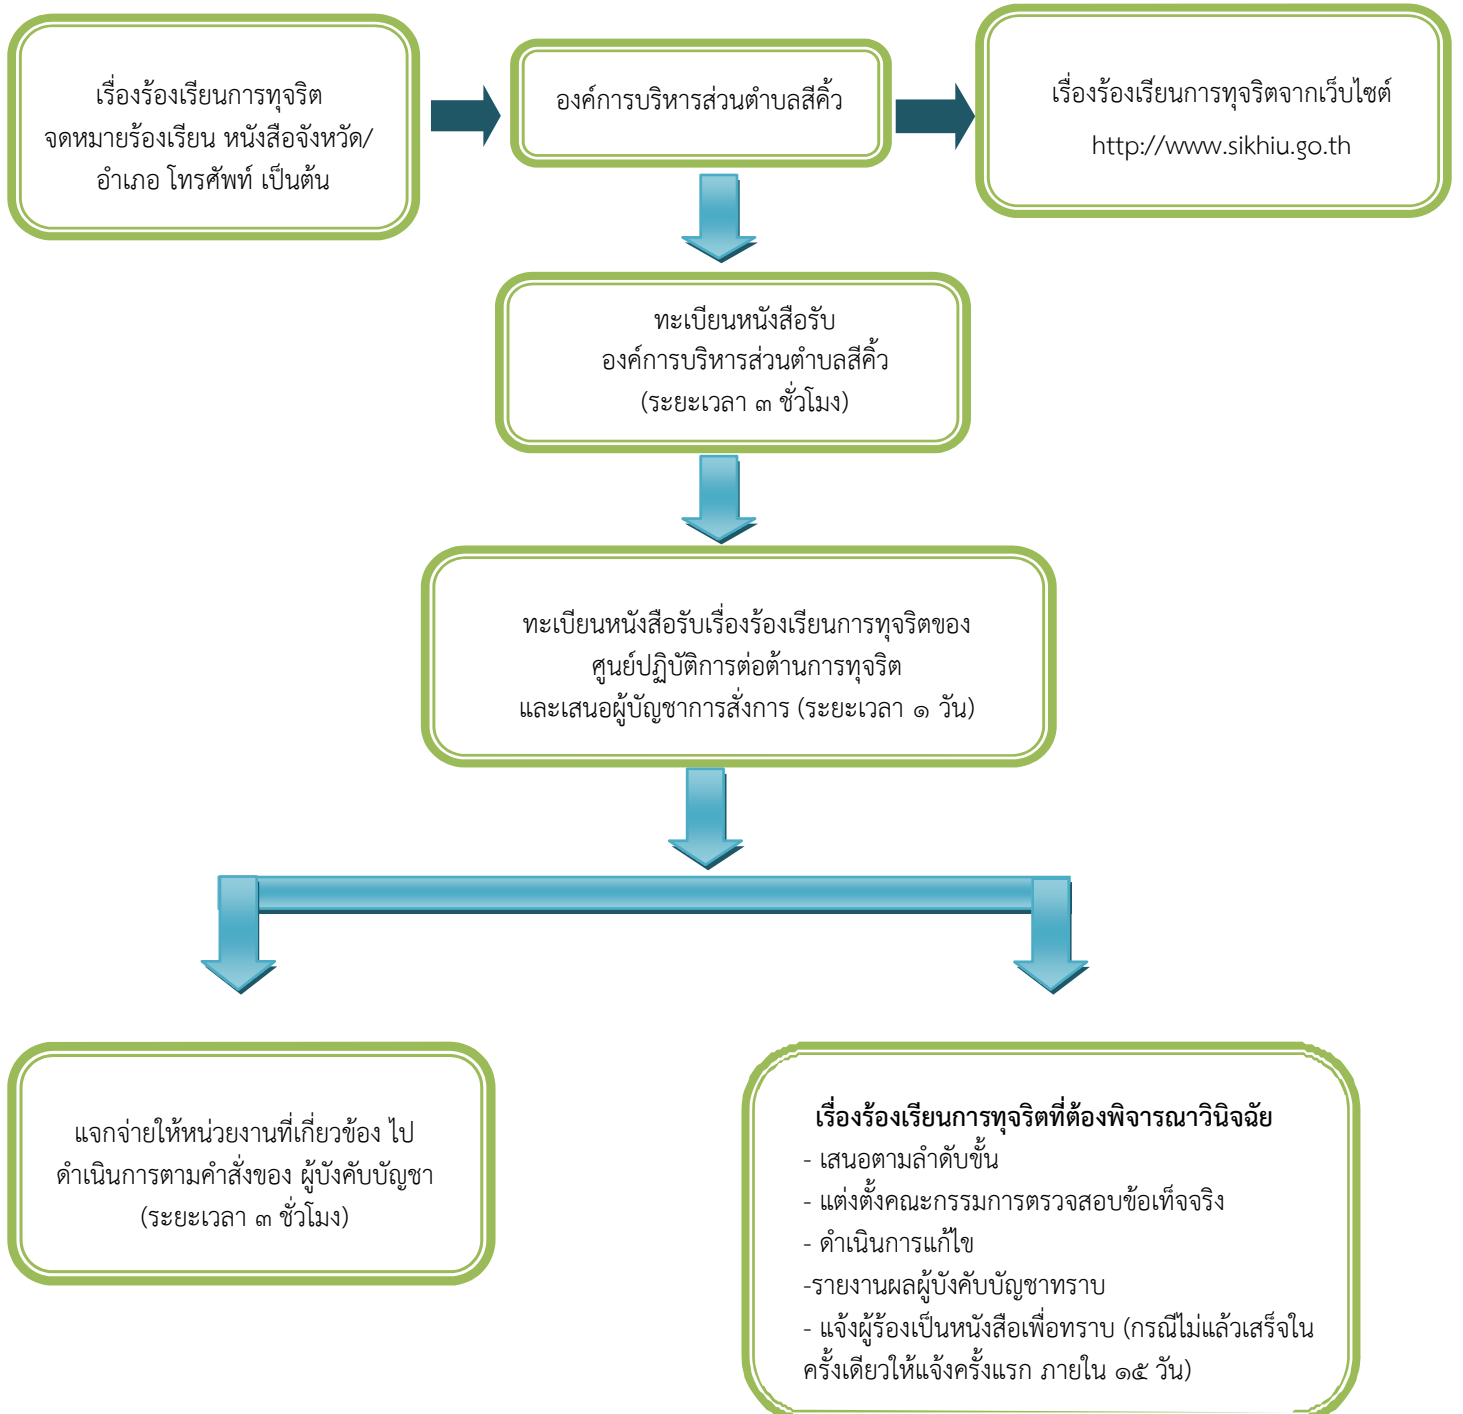 เรื่องร้องเรียนการทุจริต
จดหมายร้องเรียน หนังสือจังหวัด/
อำเภอ โทรศัพท์ เป็นต้น
องค์การบริหารส่วนตำบลสีคิ้ว
เรื่องร้องเรียนการทุจริตจากเว็บไซต์
http://www.sikhiu.go.th
ทะเบียนหนังสือรับ
องค์การบริหารส่วนตำบลสีคิ้ว
(ระยะเวลา ๓ ชั่วโมง)
ทะเบียนหนังสือรับเรื่องร้องเรียนการทุจริตของ
ศูนย์ปฏิบัติการต่อต้านการทุจริต
และเสนอผู้บัญชาการสั่งการ (ระยะเวลา ๑ วัน)
แจกจ่ายให้หน่วยงานที่เกี่ยวข้อง ไป
ดำเนินการตามคำสั่งของ ผู้บังคับบัญชา
(ระยะเวลา ๓ ชั่วโมง)
เรื่องร้องเรียนการทุจริตที่ต้องพิจารณาวินิจฉัย
- เสนอตามลำดับขั้น
- แต่งตั้งคณะกรรมการตรวจสอบข้อเท็จจริง
- ดำเนินการแก้ไข
-รายงานผลผู้บังคับบัญชาทราบ
- แจ้งผู้ร้องเป็นหนังสือเพื่อทราบ (กรณีไม่แล้วเสร็จใน
ครั้งเดียวให้แจ้งครั้งแรก ภายใน ๑๕ วัน)